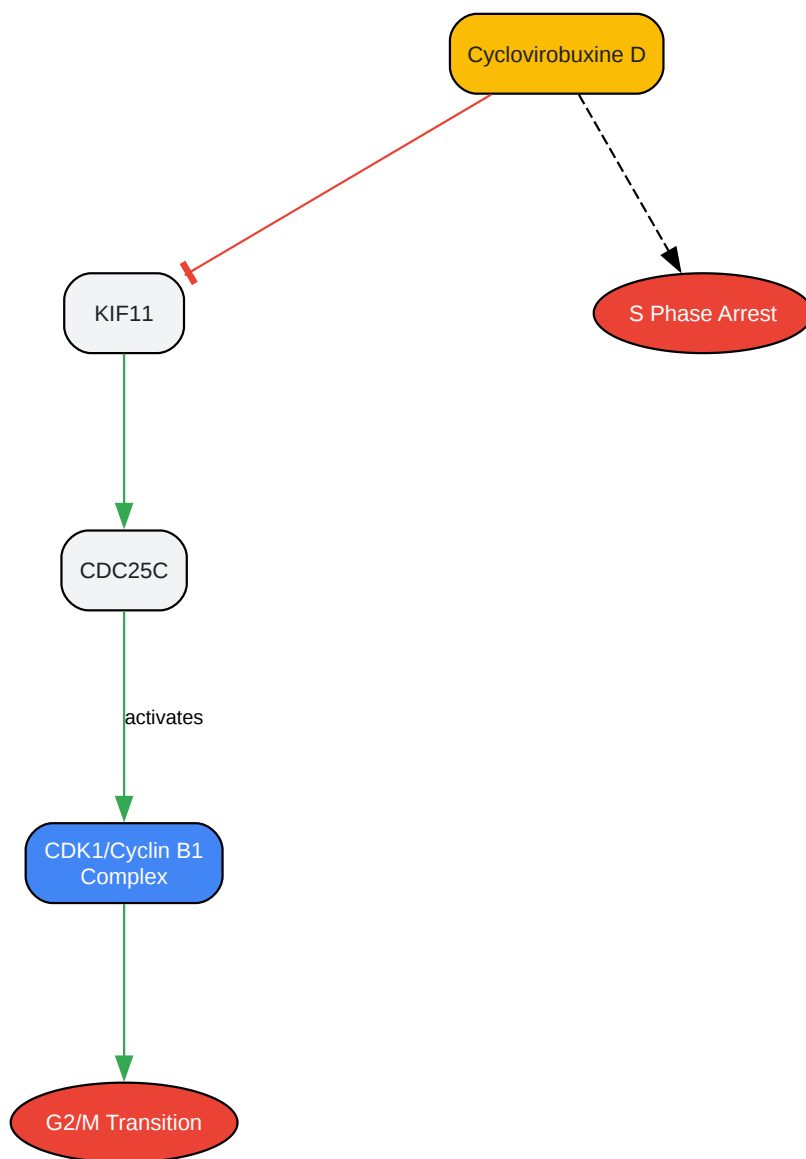 Cyclovirobuxine D
KIF11
S Phase Arrest
CDC25C
activates
CDK1/Cyclin B1
Complex
G2/M Transition